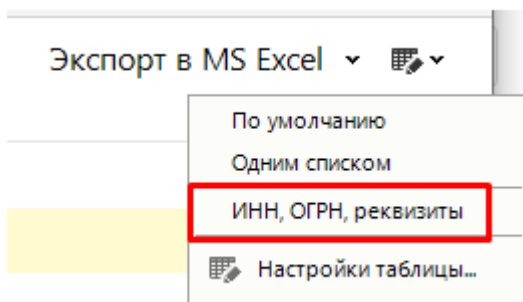 Экспорт в MS Excel
По умолчанию
Одним списком
ИНН, ОГРН, реквизиты
Настройки таблицы...